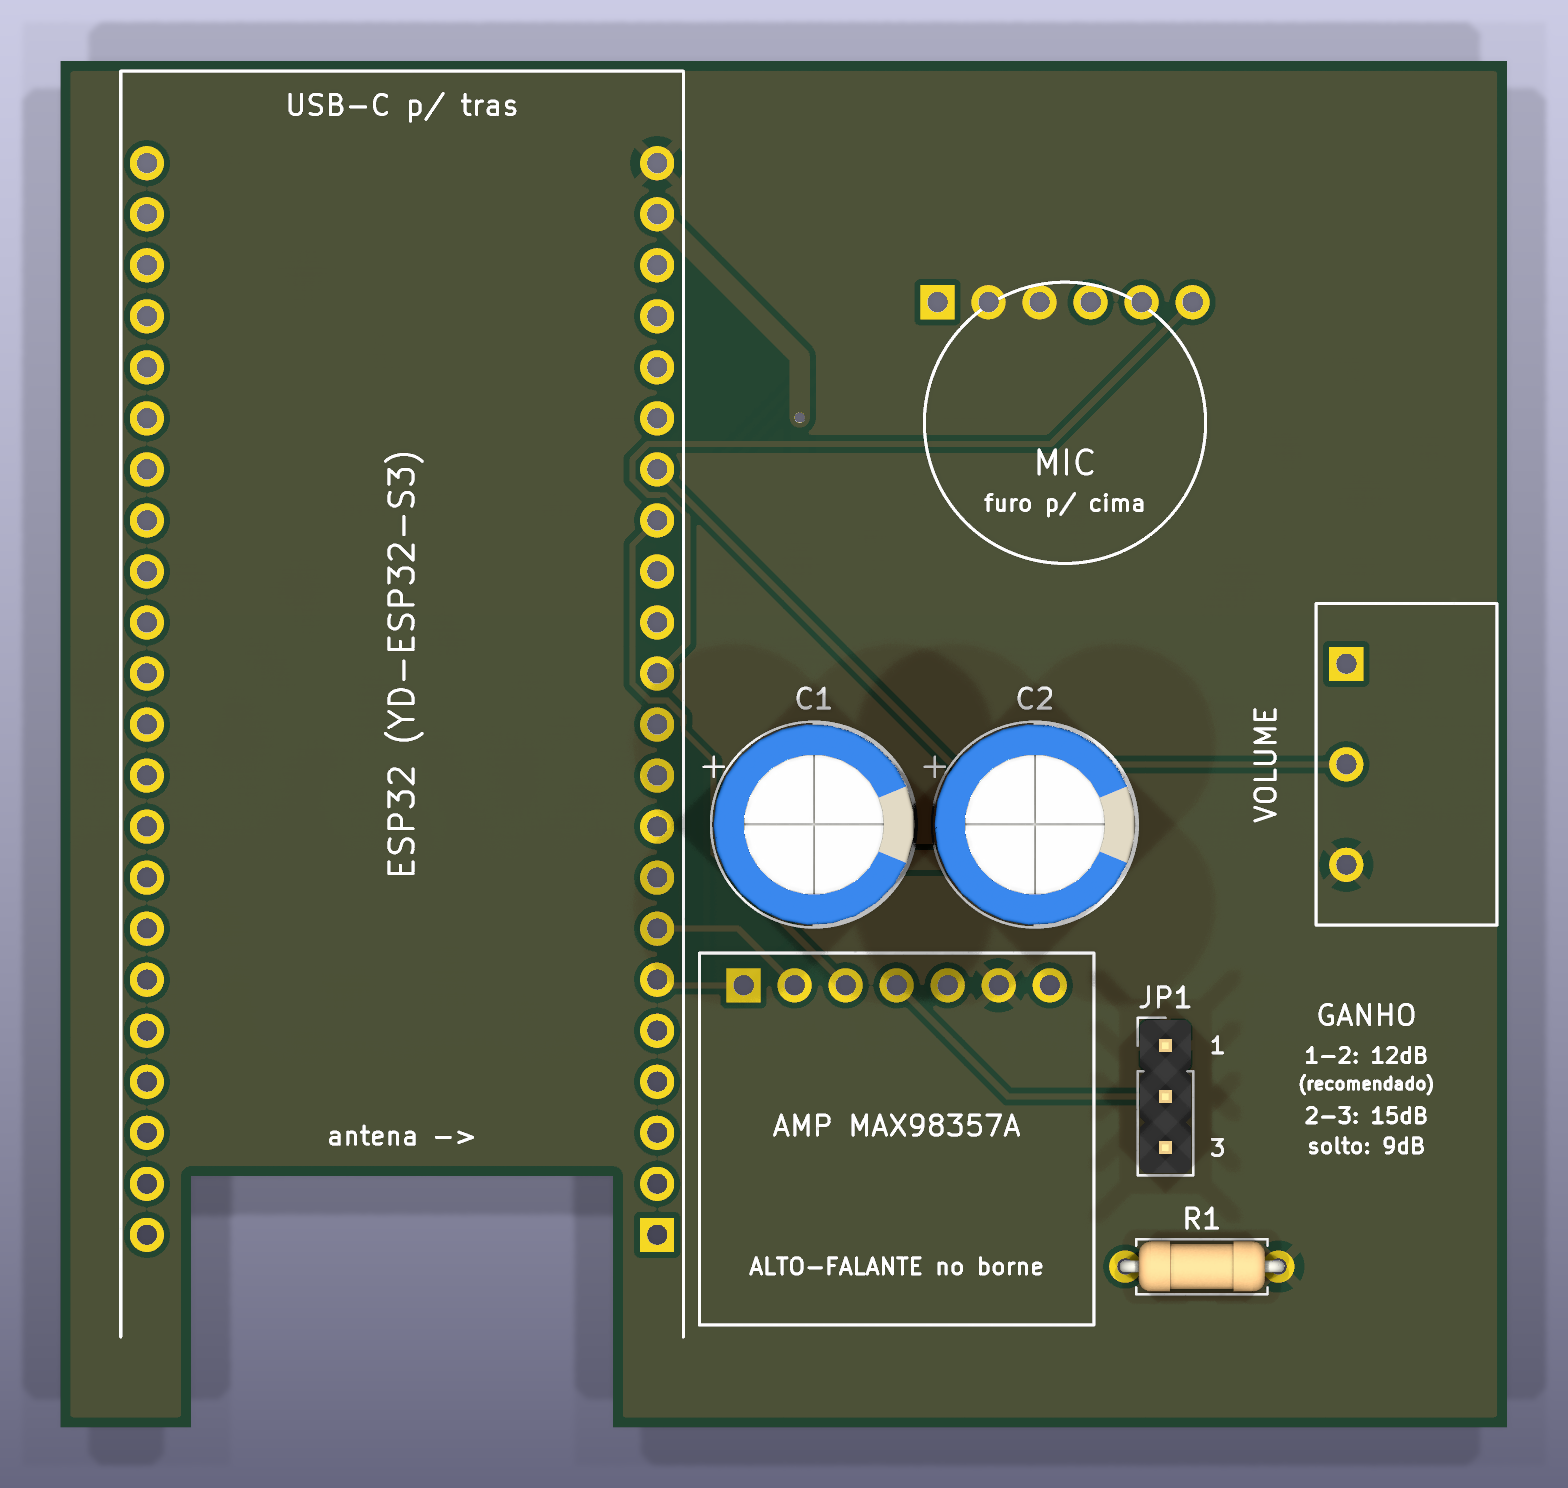 USB-C p/ tras
ESP32 (YD-ESP32-S3)
antena ->
MIC
furo p/ cima
C1
C2
+
+
VOLUME
AMP MAX98357A
ALTO-FALANTE no borne
JP1
1
3
R1
GANHO
1-2: 12dB
(recomendado)
2-3: 15dB
solto: 9dB